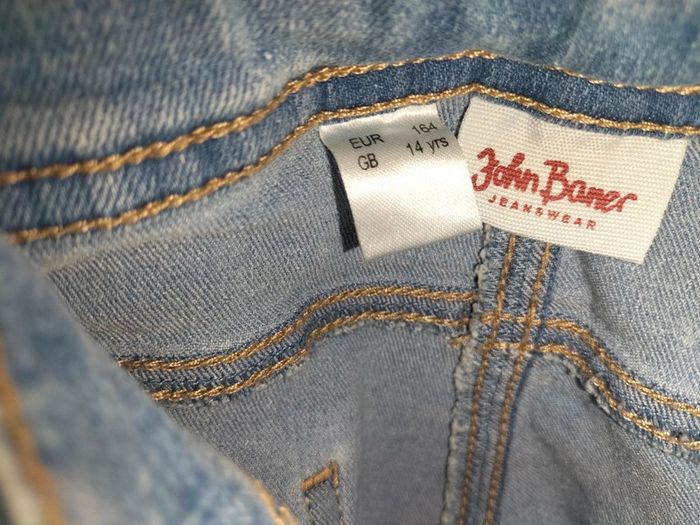 EUR 164
GB 14 yrs
John Baner
JEANSWEAR